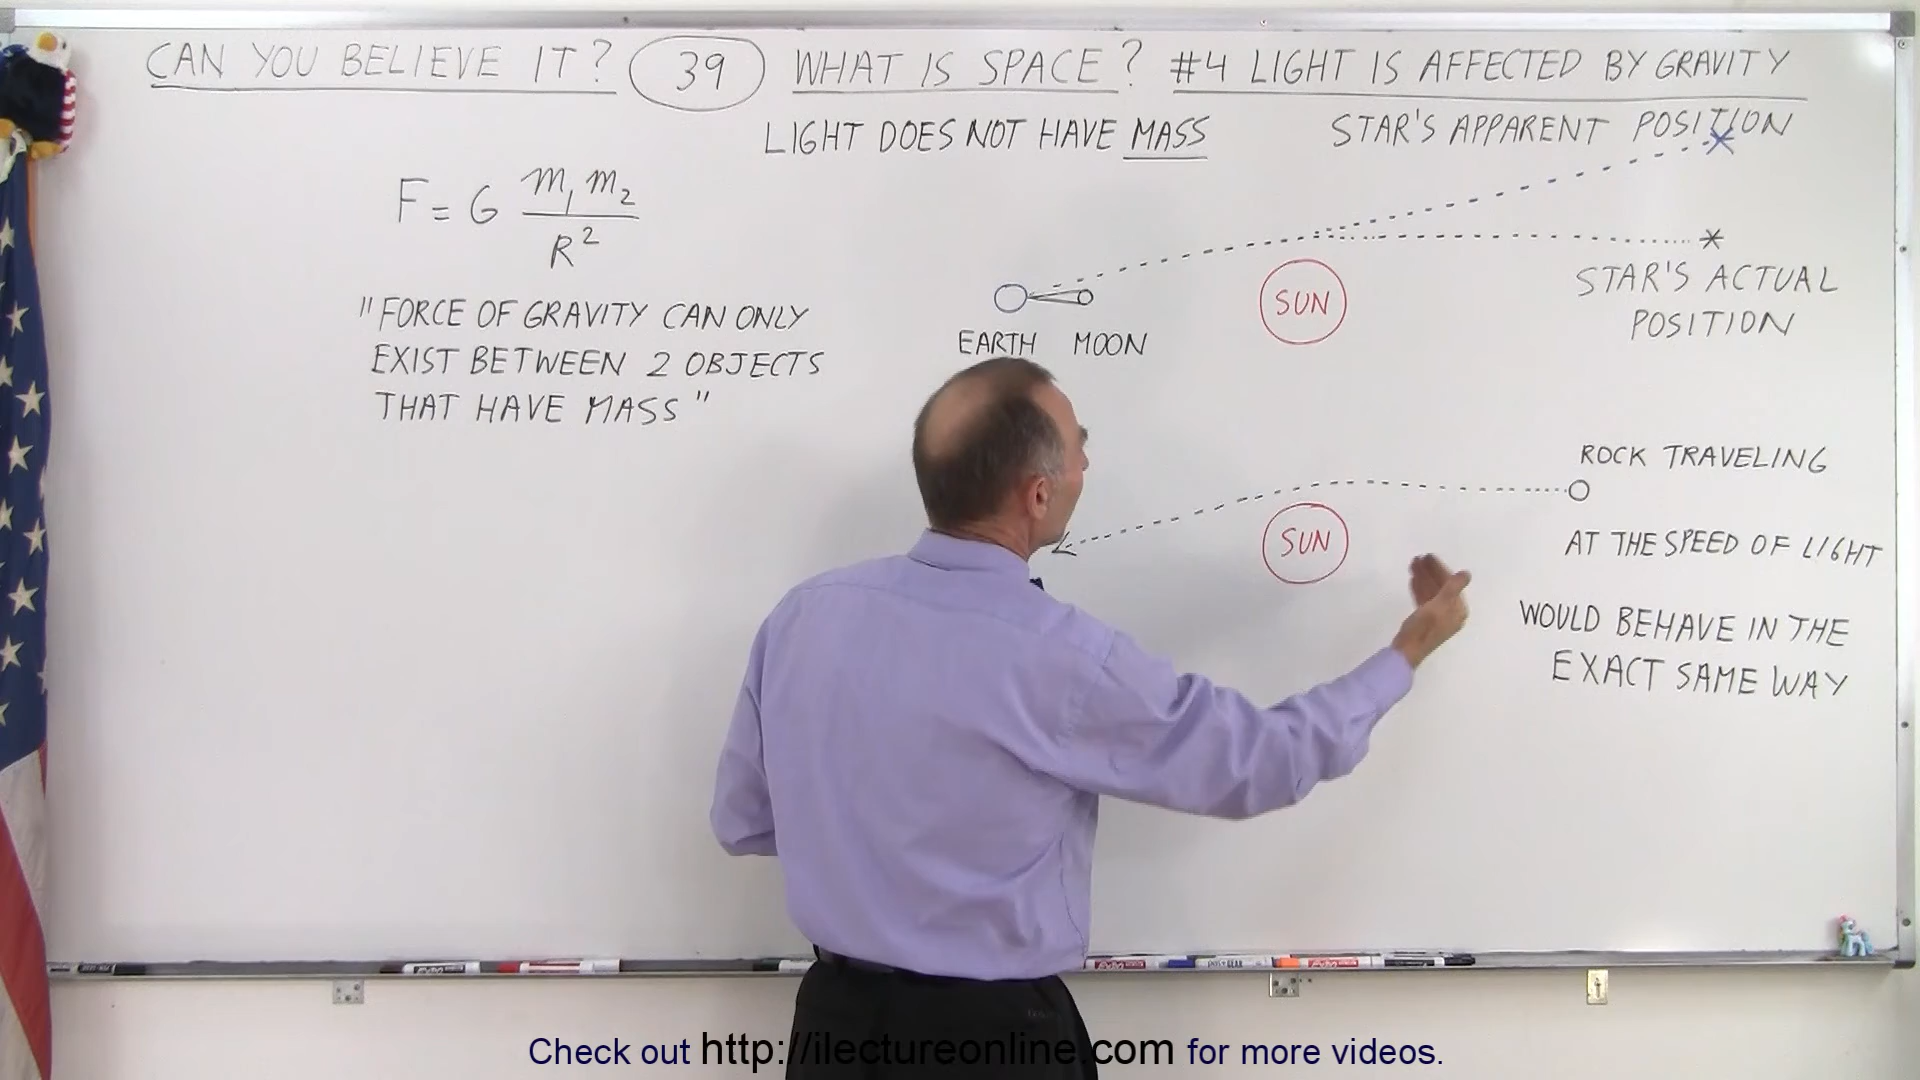 CAN YOU BELIEVE IT? 39 WHAT IS SPACE? #4 LIGHT IS AFFECTED BY GRAVITY
LIGHT DOES NOT HAVE MASS
STAR'S APPARENT POSITION
F = G m₁ m₂
R²
"FORCE OF GRAVITY CAN ONLY
EXIST BETWEEN 2 OBJECTS
THAT HAVE MASS"
SUN
EARTH MOON
STAR'S ACTUAL
POSITION
ROCK TRAVELING
SUN
AT THE SPEED OF LIGHT
WOULD BEHAVE IN THE
EXACT SAME WAY
Check out http://ilectureonline.com for more videos.